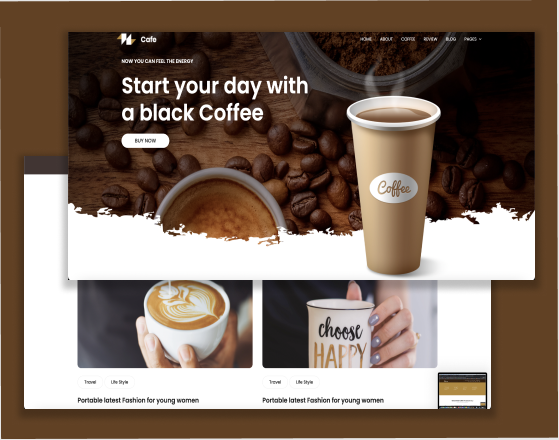 Cafe
HOME ABOUT COFFEE REVIEW BLOG PAGES
NOW YOU CAN FEEL THE ENERGY
Start your day with
a black Coffee
BUY NOW
Coffee
choose
HAPPY
Travel Life Style
Travel Life Style
Portable latest Fashion for young women
Portable latest Fashion for young women